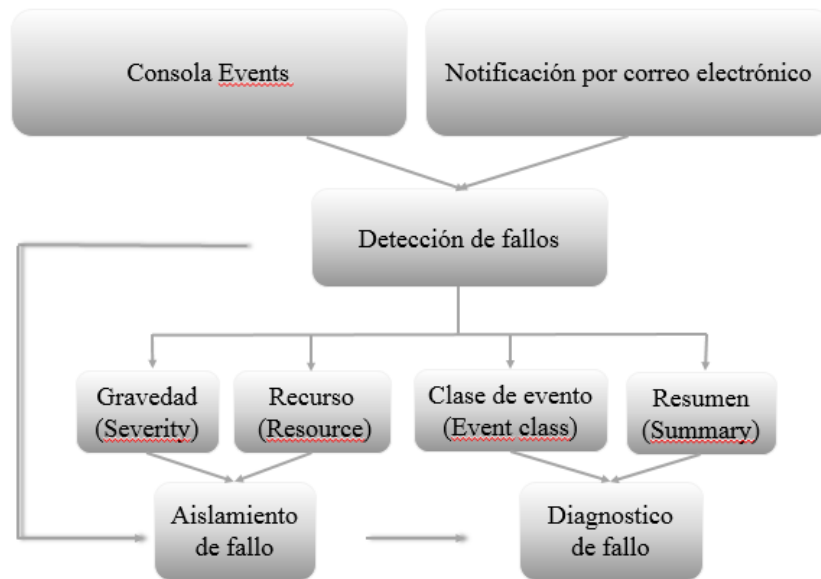 Consola Events
Notificación por correo electrónico
Detección de fallos
Gravedad
(Severity)
Recurso
(Resource)
Clase de evento
(Event class)
Resumen
(Summary)
Aislamiento
de fallo
Diagnostico
de fallo